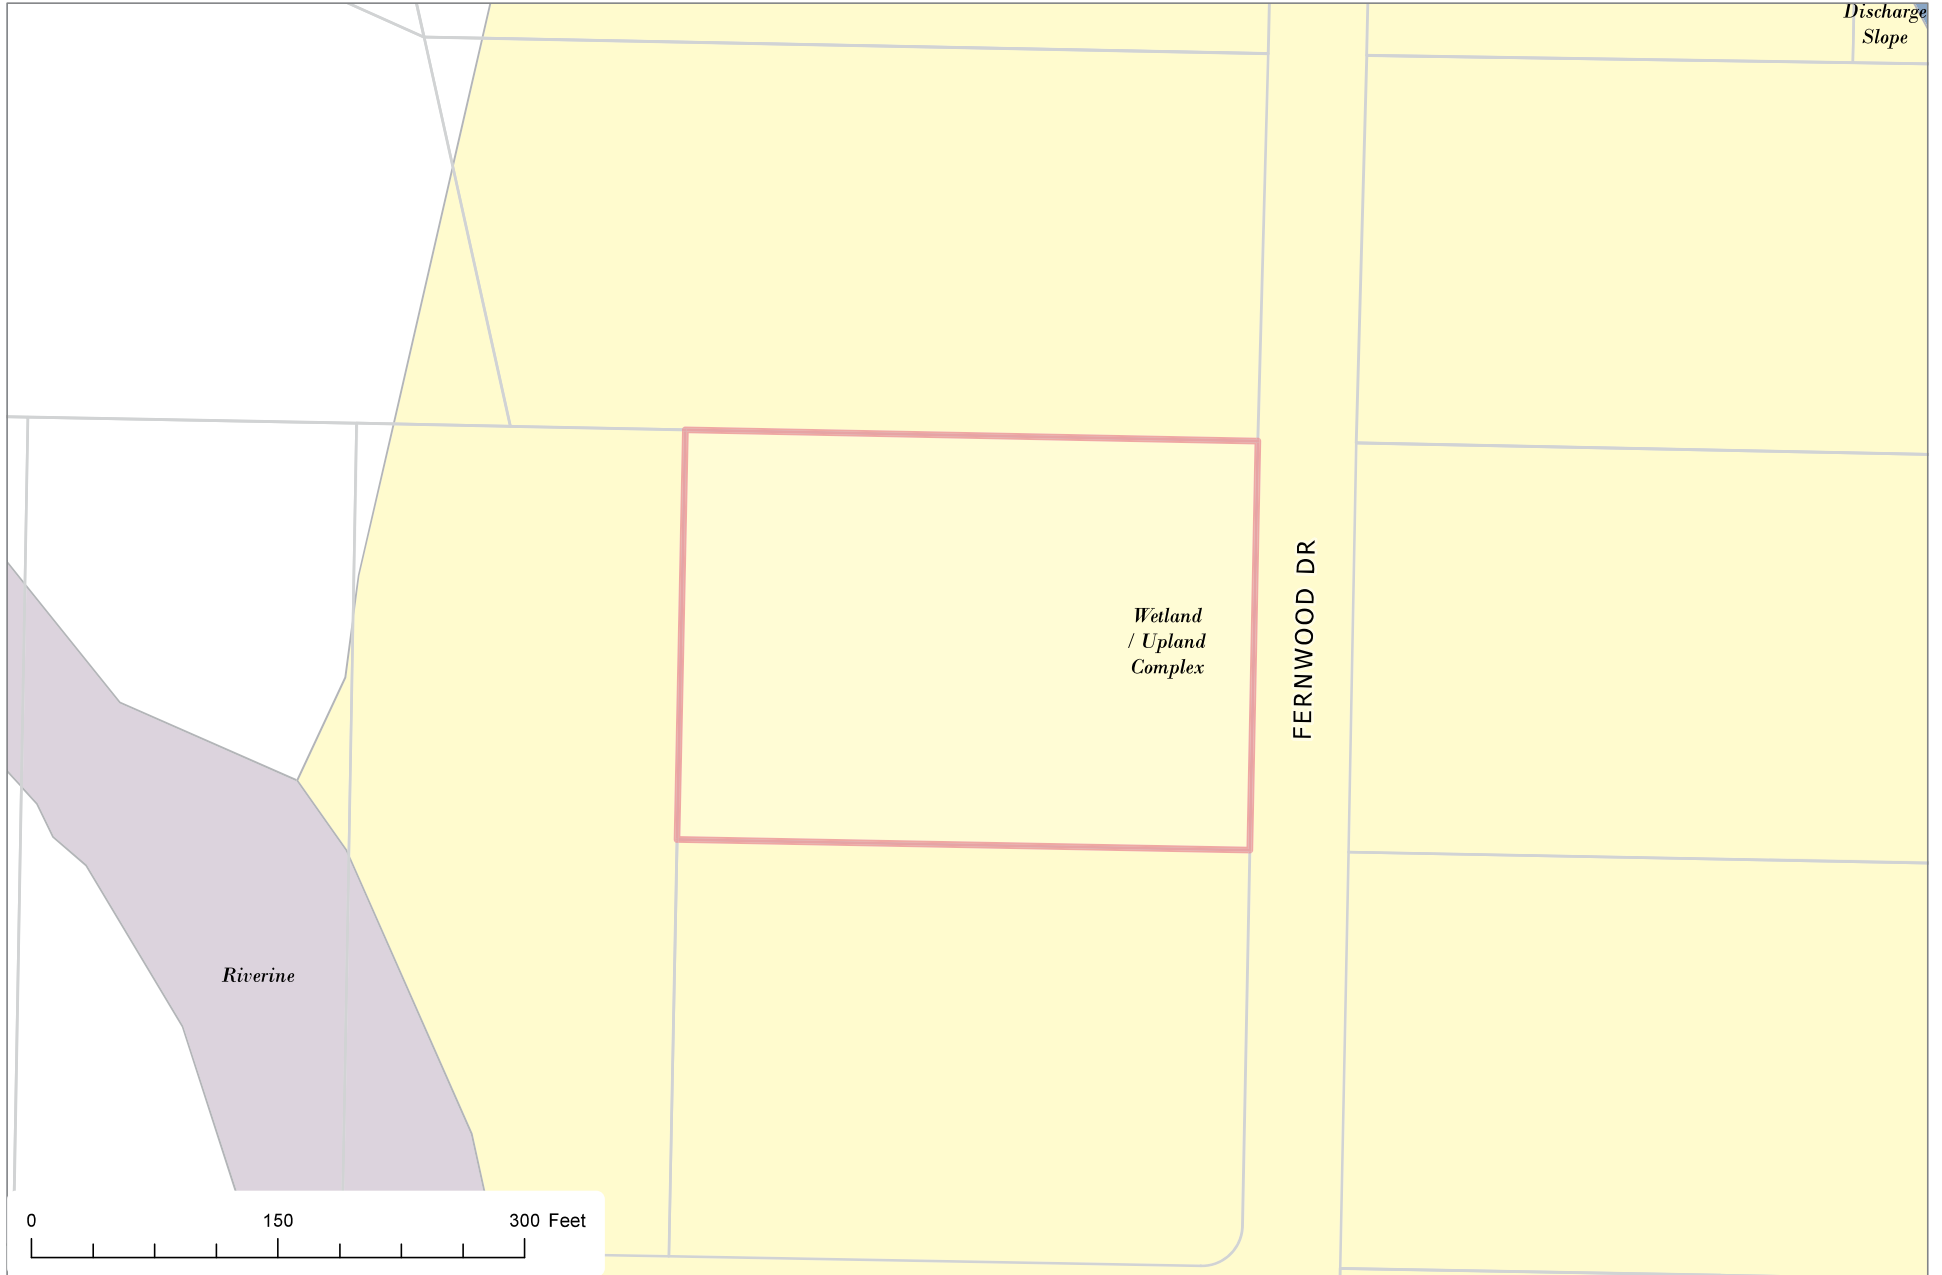 Discharge
Slope
Wetland
/ Upland
Complex
FERNWOOD DR
Riverine
0 150 300 Feet